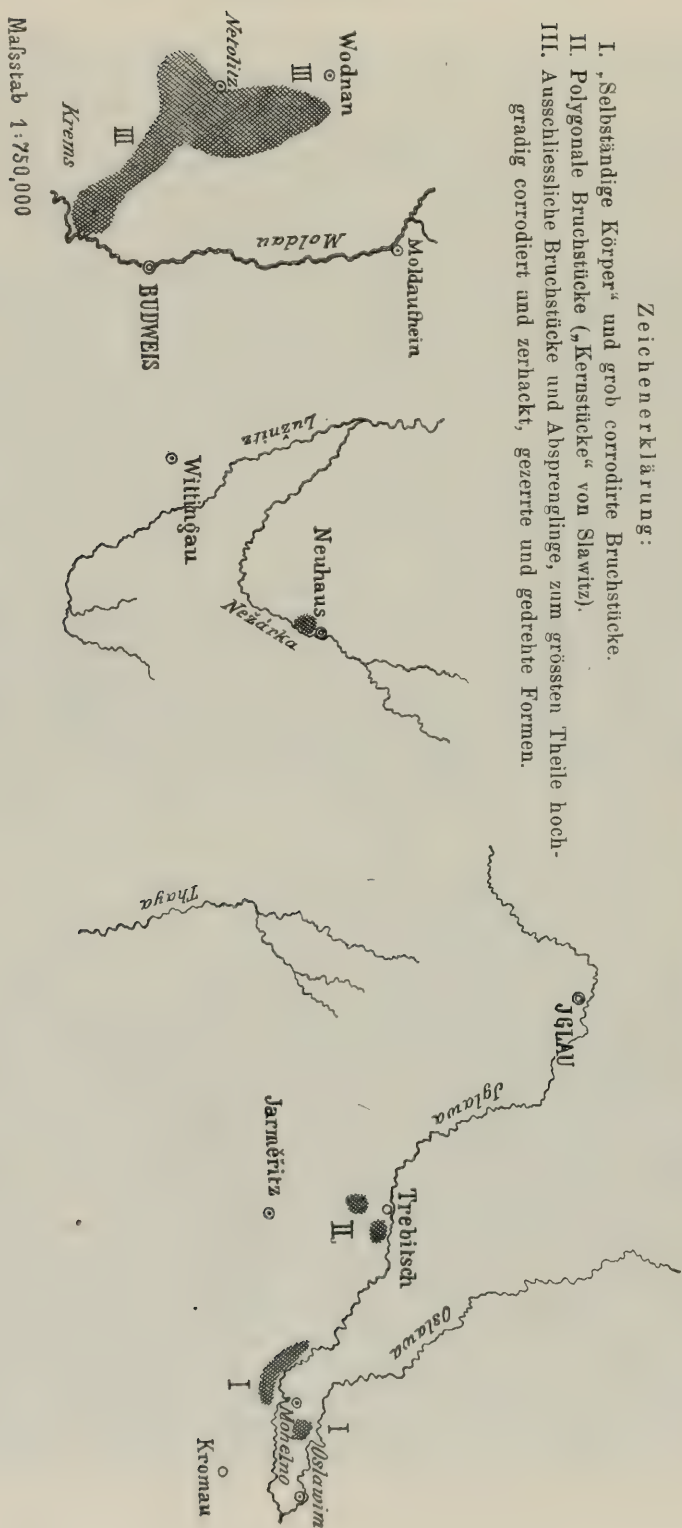 Zeichenerklärung:
I. „Selbständige Körper“ und grob corrodirte Bruchstücke.
II. Polygonale Bruchstücke („Kernstücke“ von Slawitz).
III. Ausschliessliche Bruchstücke und Absprenglinge, zum grössten Theile hoch-
gradig corrodiert und zerhackt, gezerrte und gedrehte Formen.
Wodnan
III
Netolitz
III
Krems
Moldau
Moldauthein
BUDWEIS
Lužnitz
Wittingau
Neuhaus
Nežárka
Thaya
JGLAU
Jglawa
Jarměřitz
Trebitsch
II.
Oslawa
I
I
Mohelno
Oslawim
Kromau
Maſsstab 1:750,000